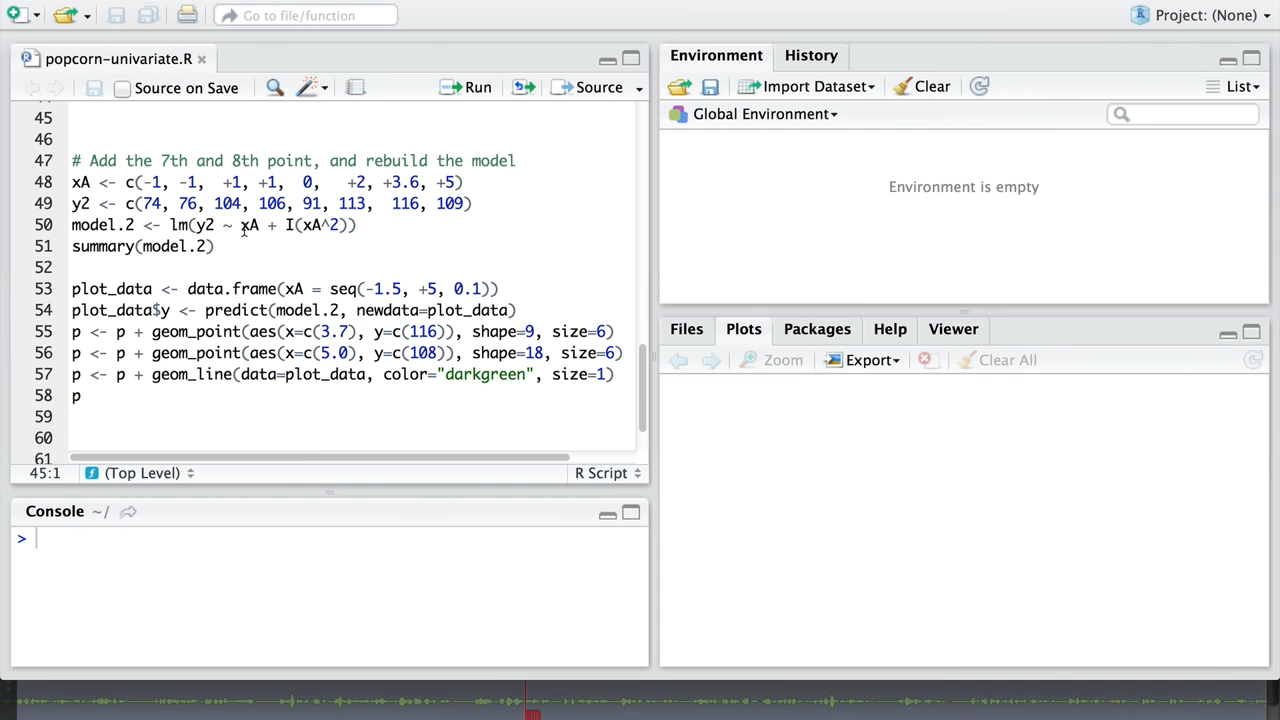 Go to file/function
Project: (None)
popcorn-univariate.R
Source on Save
Run
Source
45
46
47 # Add the 7th and 8th point, and rebuild the model
48 xA <- c(-1, -1, +1, +1, 0, +2, +3.6, +5)
49 y2 <- c(74, 76, 104, 106, 91, 113, 116, 109)
50 model.2 <- lm(y2 ~ xA + I(xA^2))
51 summary(model.2)
52
53 plot_data <- data.frame(xA = seq(-1.5, +5, 0.1))
54 plot_data$y <- predict(model.2, newdata=plot_data)
55 p <- p + geom_point(aes(x=c(3.7), y=c(116)), shape=9, size=6)
56 p <- p + geom_point(aes(x=c(5.0), y=c(108)), shape=18, size=6)
57 p <- p + geom_line(data=plot_data, color="darkgreen", size=1)
58 p
59
60
61
45:1
(Top Level)
R Script
Console ~/
>
Environment
History
Import Dataset
Clear
List
Global Environment
Environment is empty
Files
Plots
Packages
Help
Viewer
Zoom
Export
Clear All